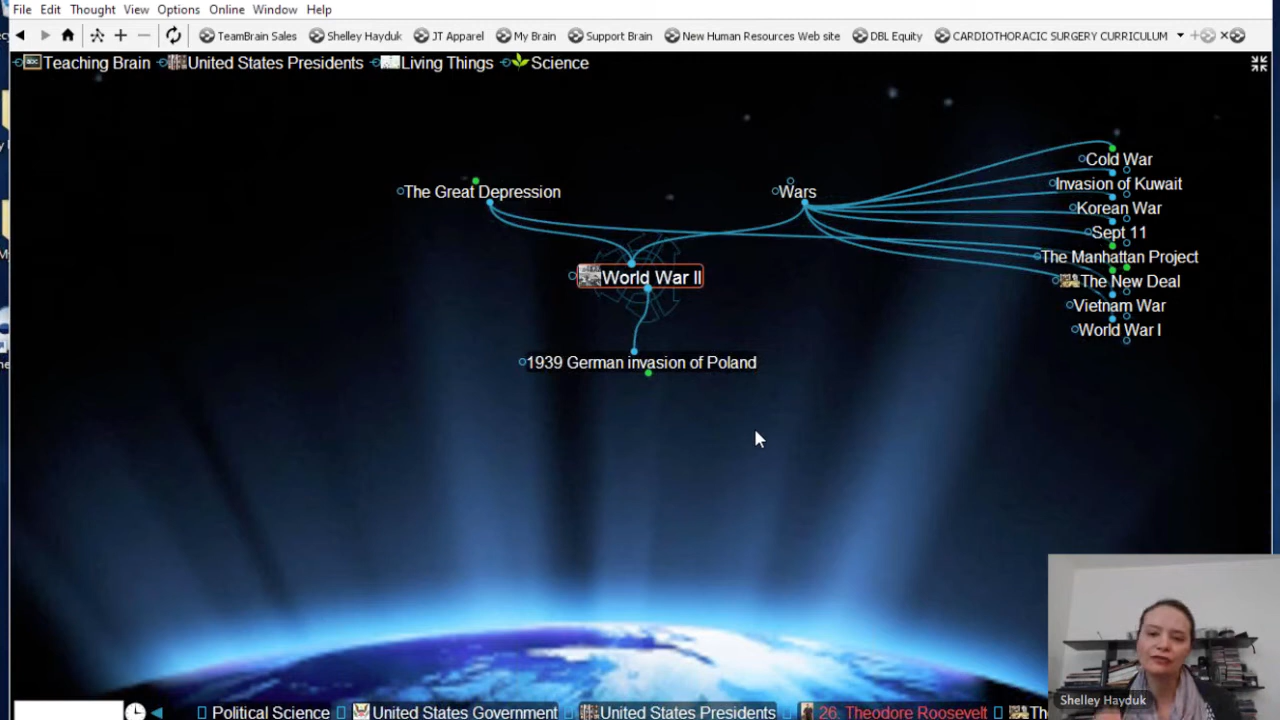 File Edit Thought View Options Online Window Help
TeamBrain Sales Shelley Hayduk JT Apparel My Brain Support Brain New Human Resources Web site DBL Equity CARDIOTHORACIC SURGERY CURRICULUM
Teaching Brain United States Presidents Living Things Science
The Great Depression
Wars
Cold War
Invasion of Kuwait
Korean War
Sept 11
The Manhattan Project
The New Deal
Vietnam War
World War I
World War II
1939 German invasion of Poland
Shelley Hayduk
Political Science United States Government United States Presidents 26. Theodore Roosevelt